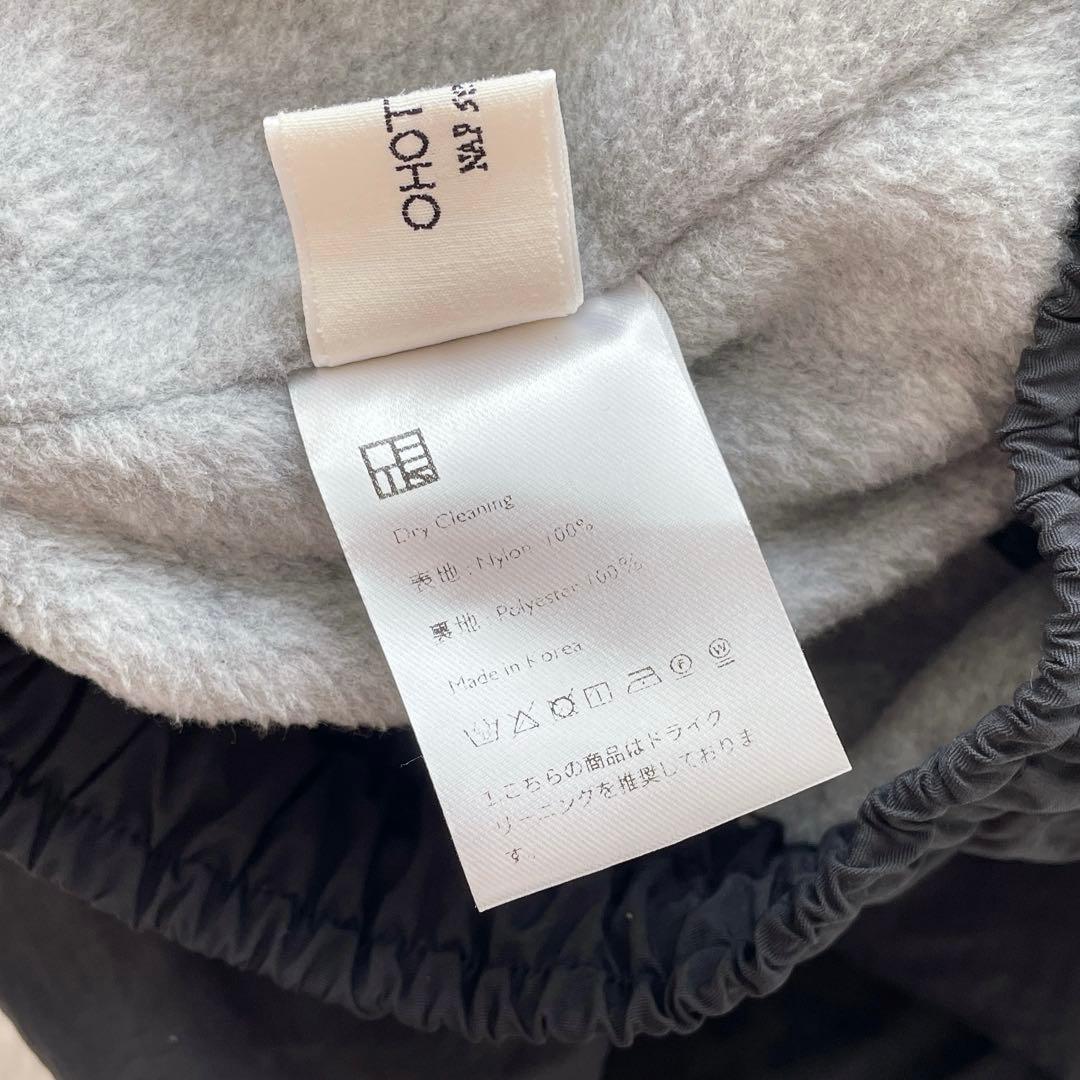 OHOT
NAP
Dry Cleaning
表地 : Nylon 100%
裏地 : Polyester 100%
Made in Korea
F
W
1.こちらの商品はドライク
リーニングを推奨しておりま
す。